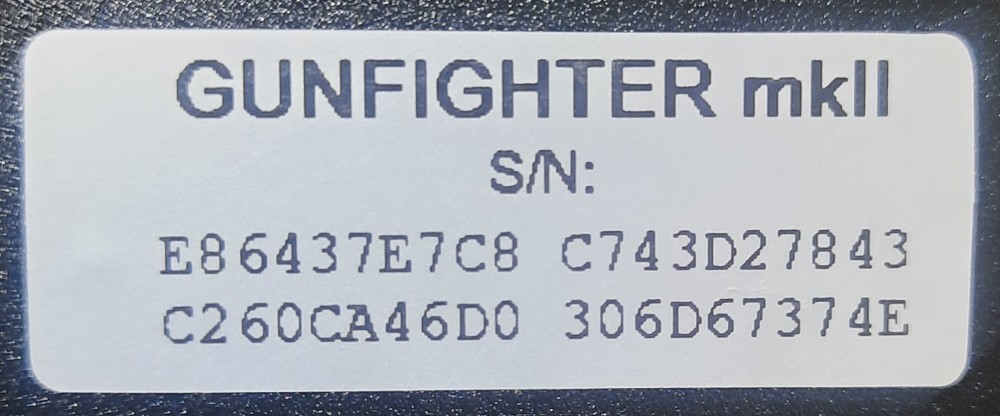 GUNFIGHTER mkII
S/N:
E86437E7C8 C743D27843
C260CA46D0 306D67374E